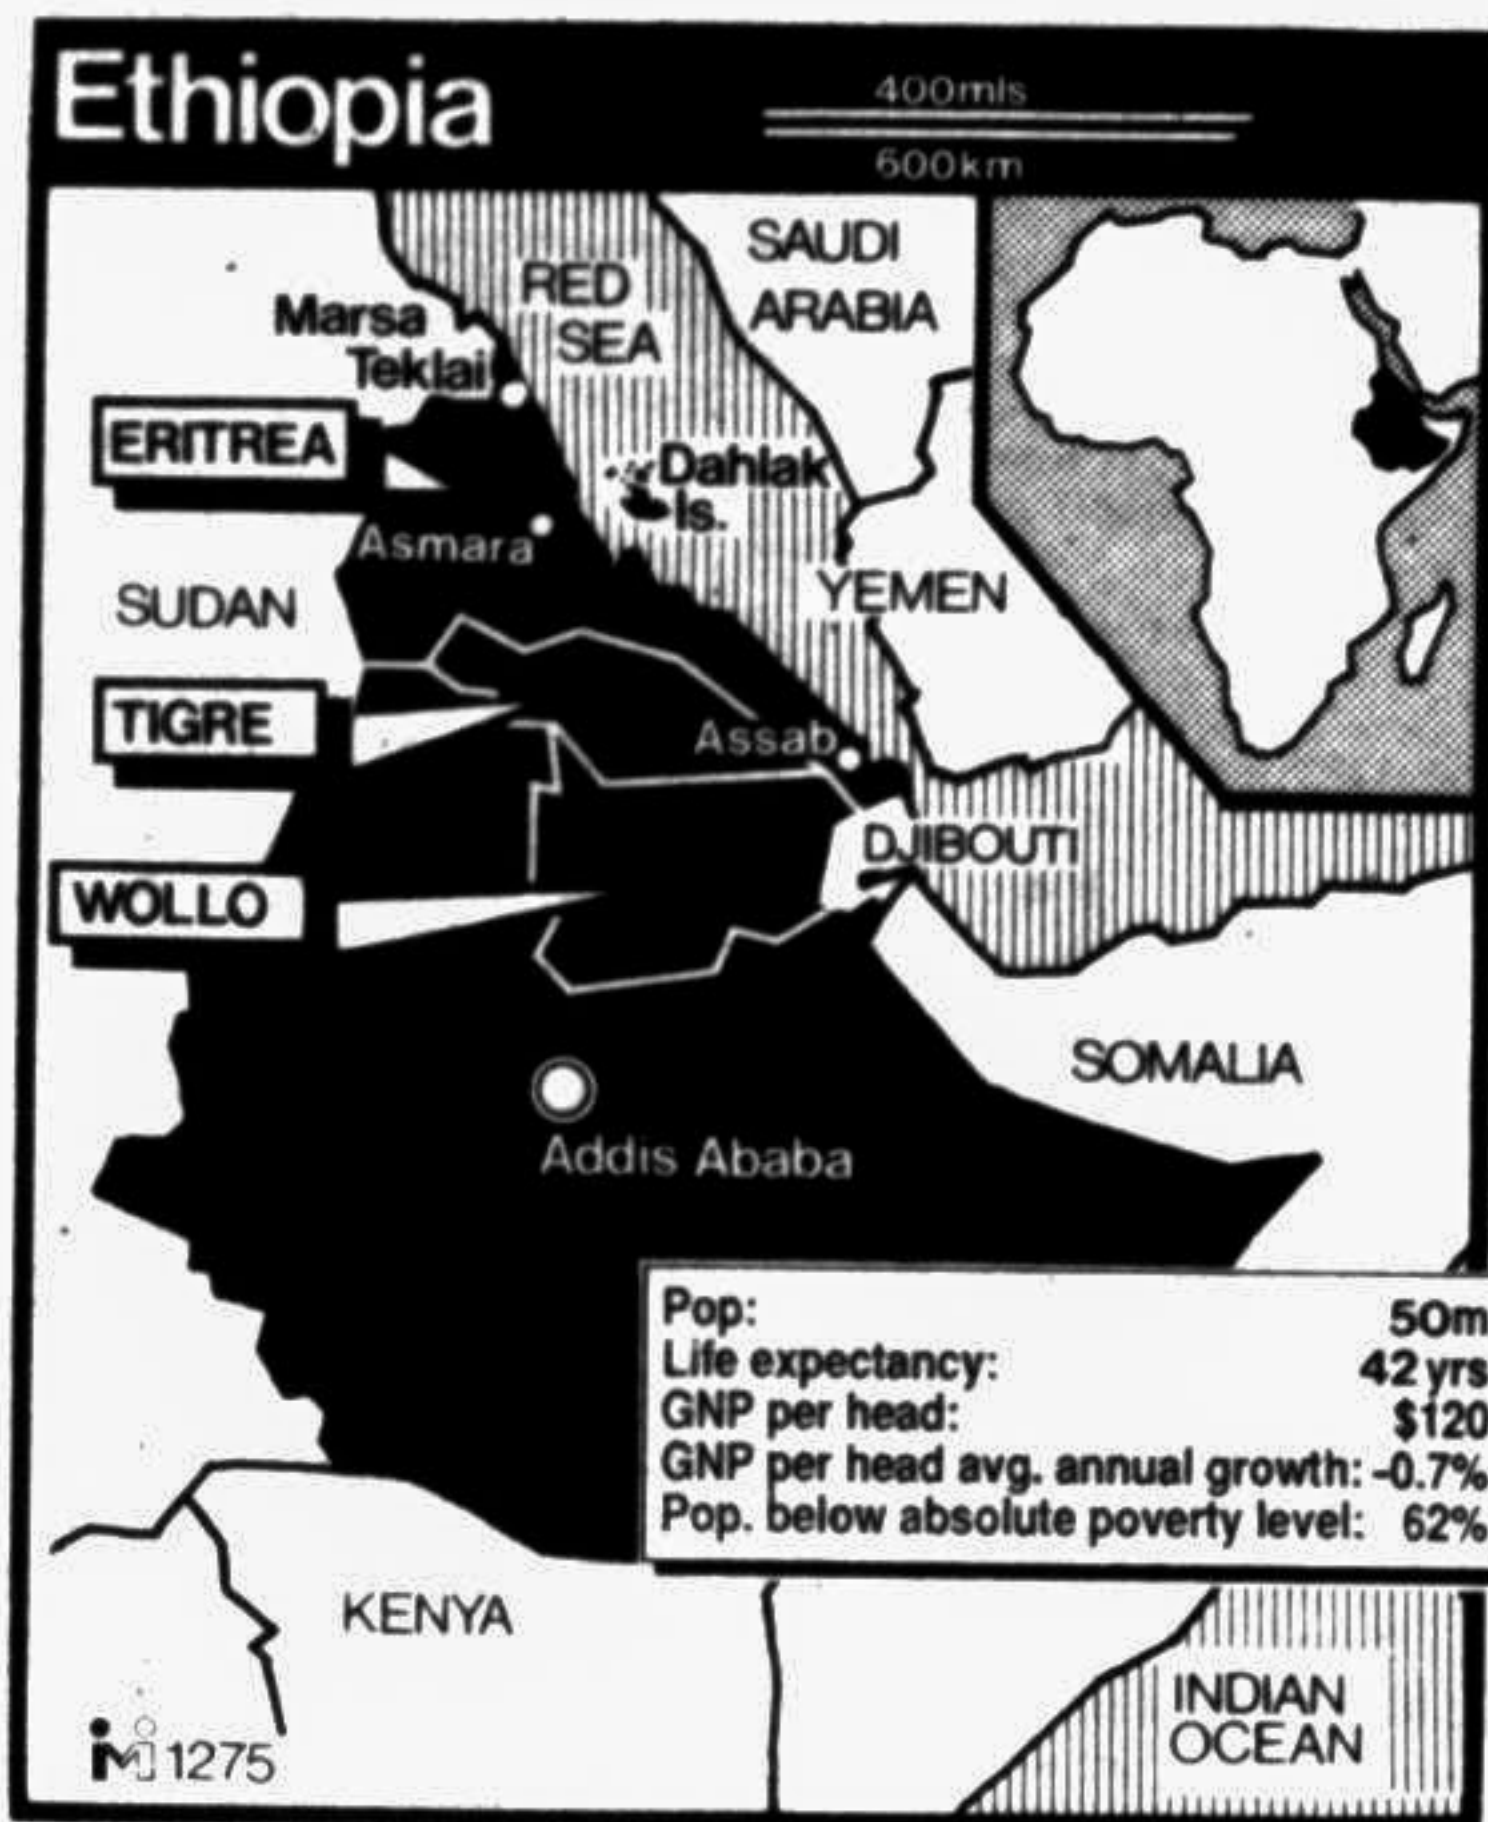 Ethiopia
400mls
600km
SAUDI
ARABIA
RED
SEA
Marsa
Teklai
ERITREA
Dahlak
Is.
Asmara
SUDAN
YEMEN
TIGRE
Assab
DJIBOUTI
WOLLO
SOMALIA
Addis Ababa
Pop: 50m
Life expectancy: 42 yrs
GNP per head: $120
GNP per head avg. annual growth: -0.7%
Pop. below absolute poverty level: 62%
KENYA
INDIAN
OCEAN
1275